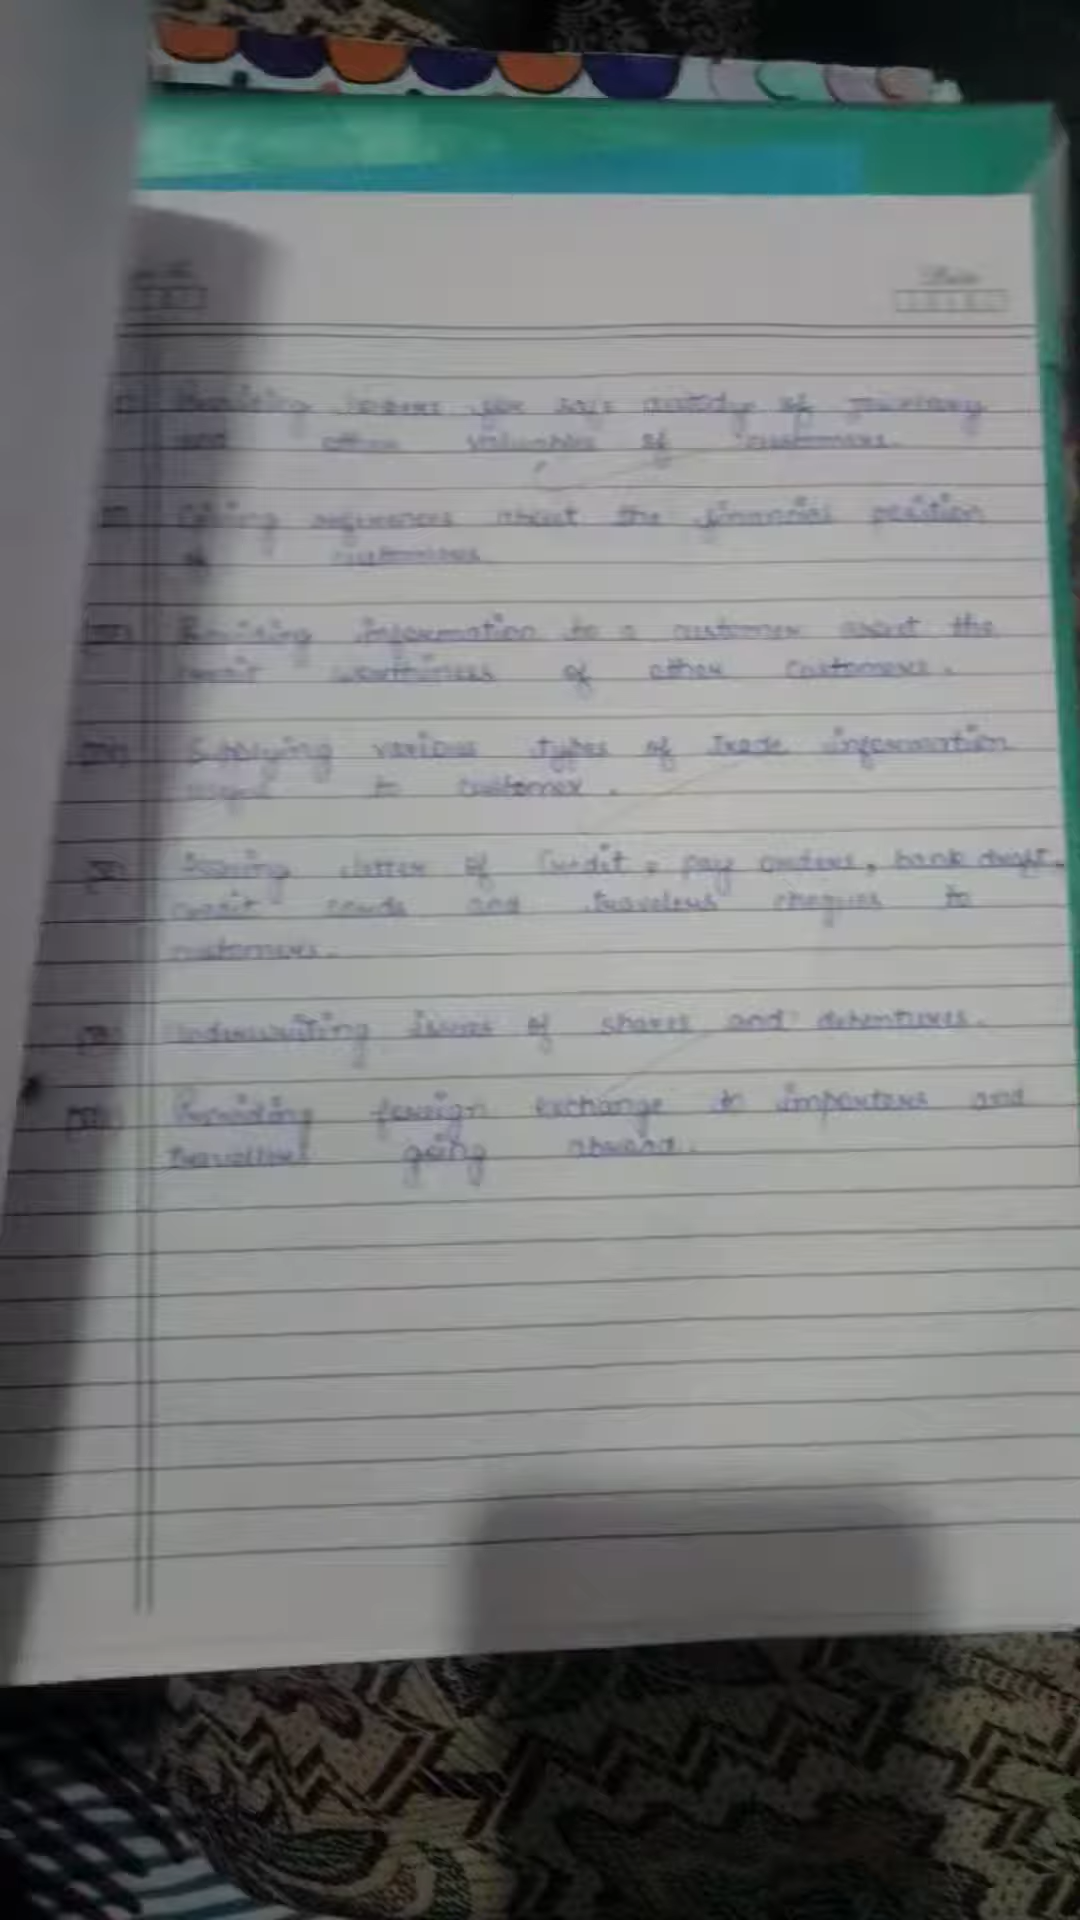 Providing lockers for safe custody of jewellery
and other valuables of customers.
Giving references about the financial position
of customers
Providing information to a customer about the
credit worthiness of other customers.
Supplying various types of trade information
useful to customer.
Issuing letter of Credit, pay orders, bank draft,
credit cards and travelers cheques to
customers.
underwriting issues of shares and debentures.
Providing foreign exchange to importers and
travellers going abroad.